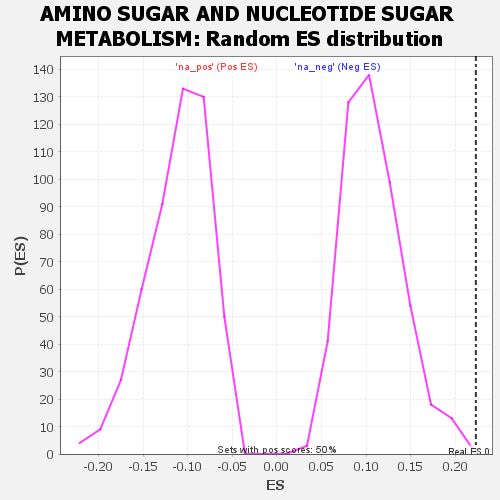 AMINO SUGAR AND NUCLEOTIDE SUGAR
METABOLISM: Random ES distribution
'na_pos' (Pos ES) 'na_neg' (Neg ES)
140
130
120
110
100
90
80
70
60
50
40
30
20
10
0
P(ES)
Sets with pos scores: 50%
Real ES 0
-0.20 -0.15 -0.10 -0.05 0.00 0.05 0.10 0.15 0.20
ES